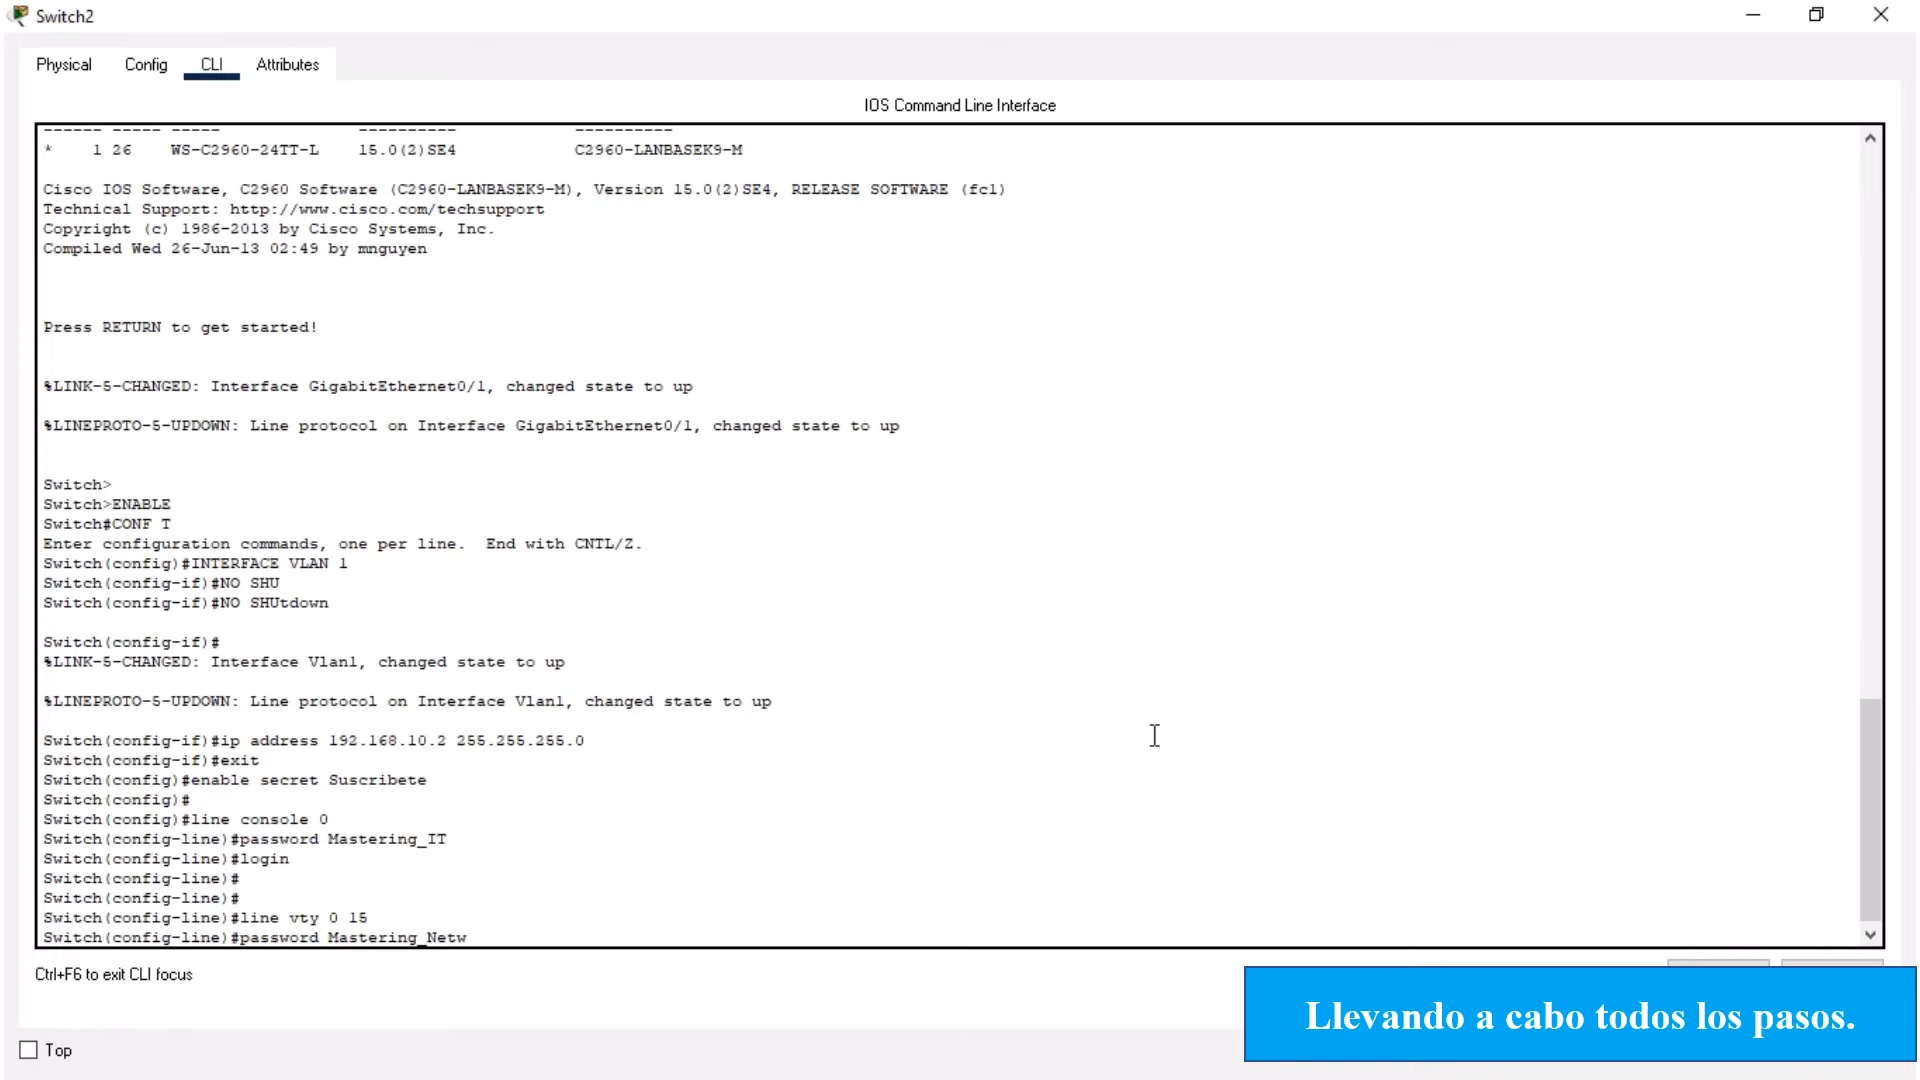 Switch2
Physical Config CLI Attributes
IOS Command Line Interface
------ ----- ----- ---------- ----------
* 1 26 WS-C2960-24TT-L 15.0(2)SE4 C2960-LANBASEK9-M
Cisco IOS Software, C2960 Software (C2960-LANBASEK9-M), Version 15.0(2)SE4, RELEASE SOFTWARE (fc1)
Technical Support: http://www.cisco.com/techsupport
Copyright (c) 1986-2013 by Cisco Systems, Inc.
Compiled Wed 26-Jun-13 02:49 by mnguyen
Press RETURN to get started!
%LINK-5-CHANGED: Interface GigabitEthernet0/1, changed state to up
%LINEPROTO-5-UPDOWN: Line protocol on Interface GigabitEthernet0/1, changed state to up
Switch>
Switch>ENABLE
Switch#CONF T
Enter configuration commands, one per line. End with CNTL/Z.
Switch(config)#INTERFACE VLAN 1
Switch(config-if)#NO SHU
Switch(config-if)#NO SHUtdown
Switch(config-if)#
%LINK-5-CHANGED: Interface Vlan1, changed state to up
%LINEPROTO-5-UPDOWN: Line protocol on Interface Vlan1, changed state to up
Switch(config-if)#ip address 192.168.10.2 255.255.255.0
Switch(config-if)#exit
Switch(config)#enable secret Suscribete
Switch(config)#
Switch(config)#line console 0
Switch(config-line)#password Mastering_IT
Switch(config-line)#login
Switch(config-line)#
Switch(config-line)#
Switch(config-line)#line vty 0 15
Switch(config-line)#password Mastering_Netw
Ctrl+F6 to exit CLI focus
Llevando a cabo todos los pasos.
Top